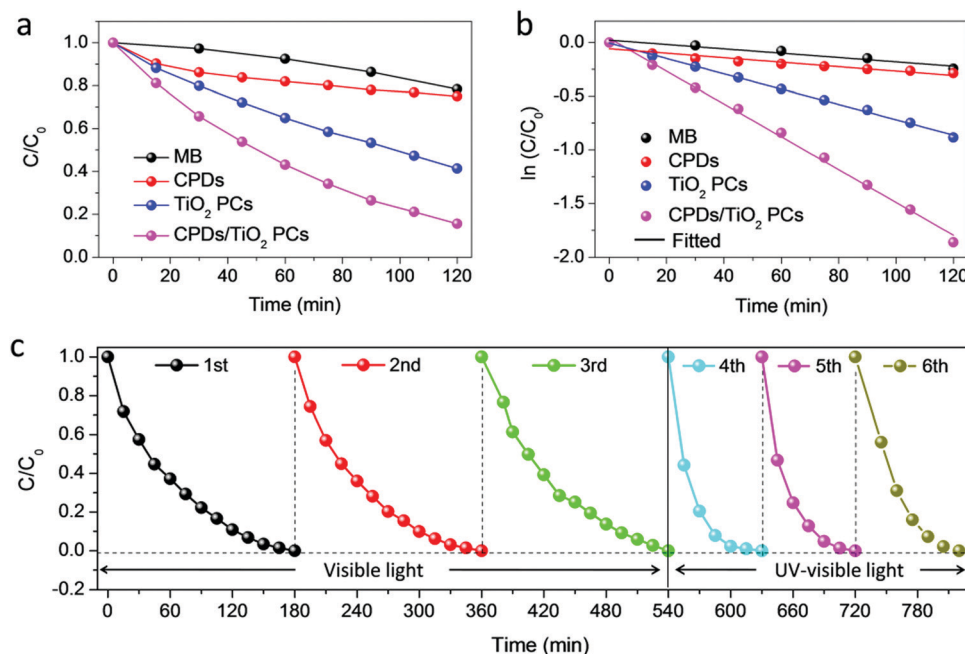 a
1.0
0.8
0.6
0.4
0.2
0.0
C/C0
MB
CPDs
TiO2 PCs
CPDs/TiO2 PCs
0 20 40 60 80 100 120
Time (min)
b
0.0
-0.5
-1.0
-1.5
-2.0
ln (C/C0)
MB
CPDs
TiO2 PCs
CPDs/TiO2 PCs
Fitted
0 20 40 60 80 100 120
Time (min)
c
1.0
0.8
0.6
0.4
0.2
0.0
-0.2
C/C0
1st 2nd 3rd 4th 5th 6th
Visible light UV-visible light
0 60 120 180 240 300 360 420 480 540 600 660 720 780
Time (min)